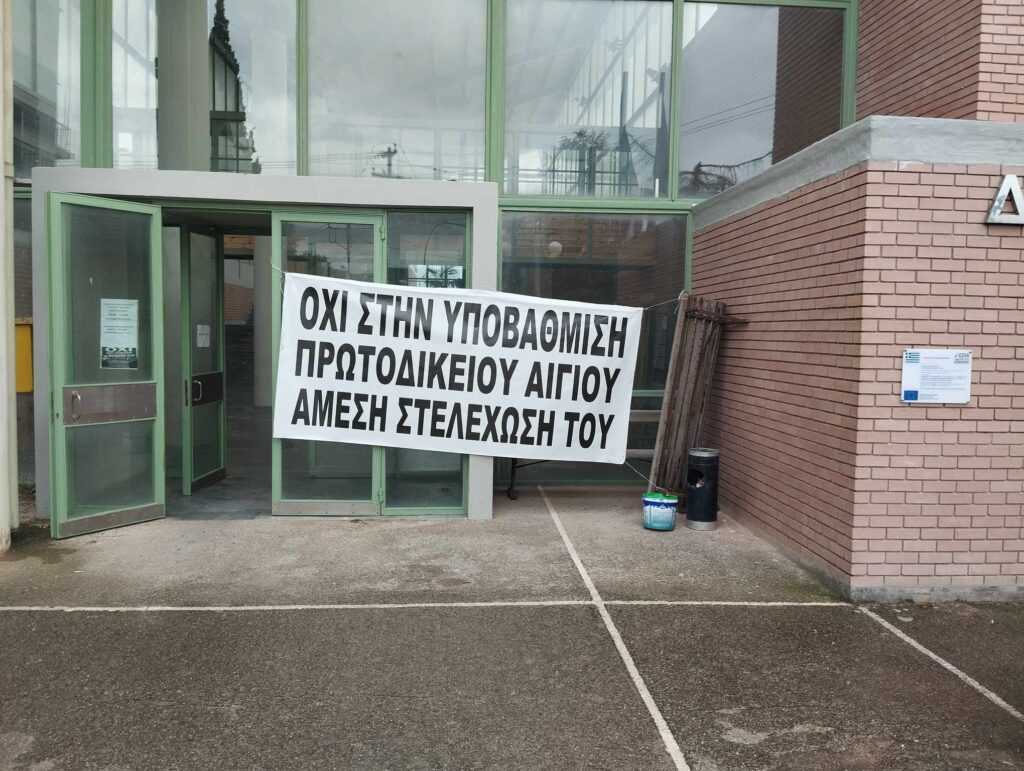 ΟΧΙ ΣΤΗΝ ΥΠΟΒΑΘΜΙΣΗ
ΠΡΩΤΟΔΙΚΕΙΟΥ ΑΙΓΙΟΥ
ΑΜΕΣΗ ΣΤΕΛΕΧΩΣΗ ΤΟΥ
Δ